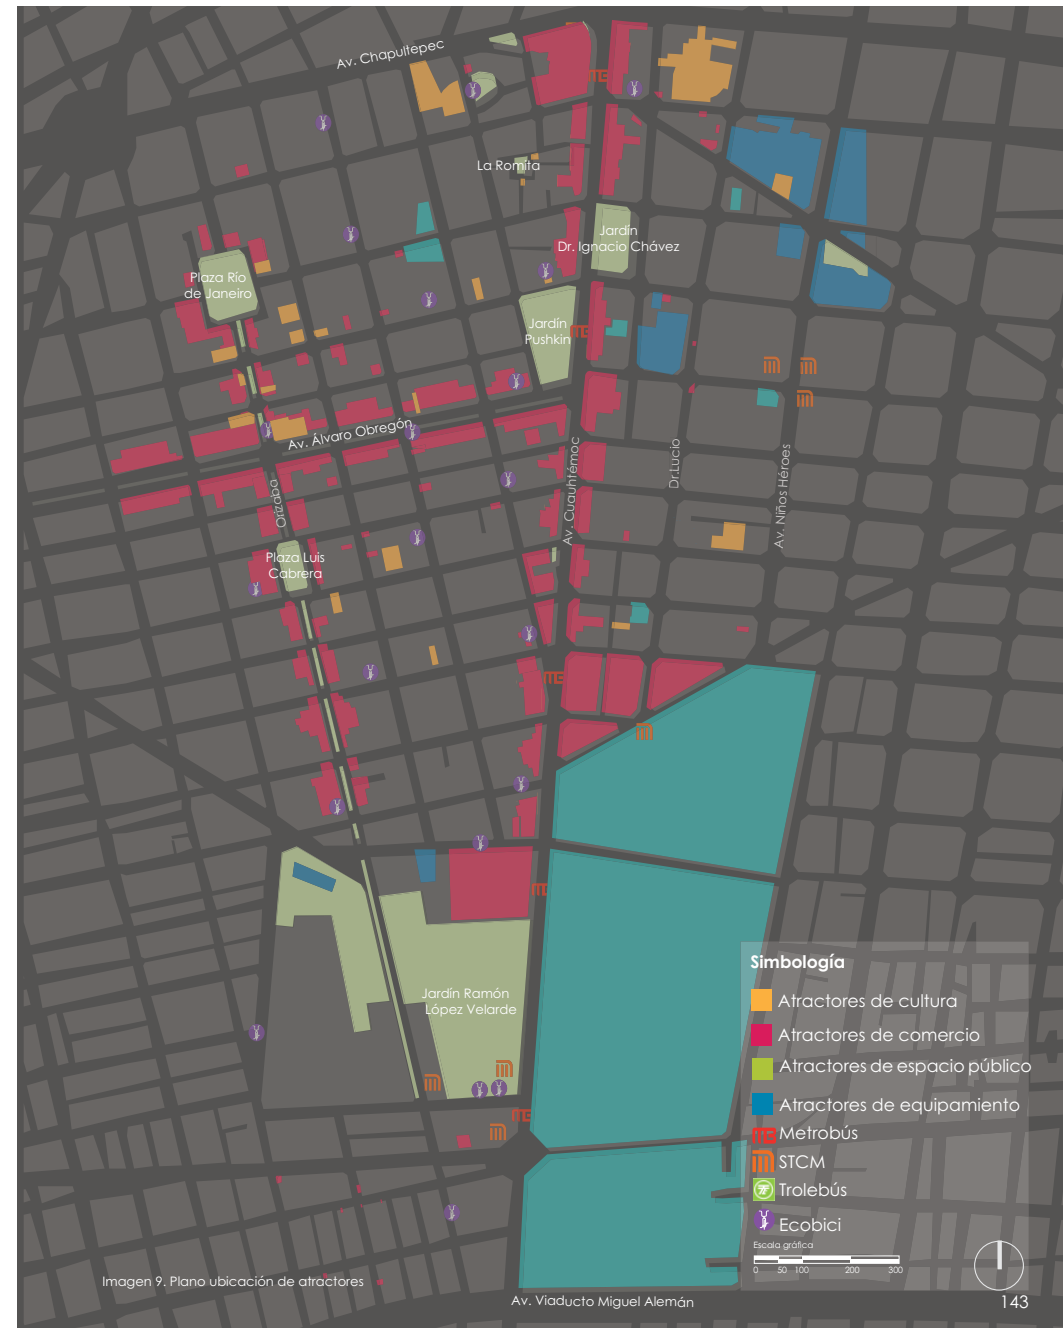 Av. Chapultepec
La Romita
Jardín
Dr. Ignacio Chávez
Plaza Río
de Janeiro
Jardín
Pushkin
Av. Álvaro Obregón
Orizaba
Av. Cuauhtémoc
Dr.Lucio
Av. Niños Héroes
Plaza Luis
Cabrera
Jardín Ramón
López Velarde
Simbología
Atractores de cultura
Atractores de comercio
Atractores de espacio público
Atractores de equipamiento
Metrobús
STCM
Trolebús
Ecobici
Escala gráfica
0 50 100 200 300
Imagen 9. Plano ubicación de atractores
143
Av. Viaducto Miguel Alemán